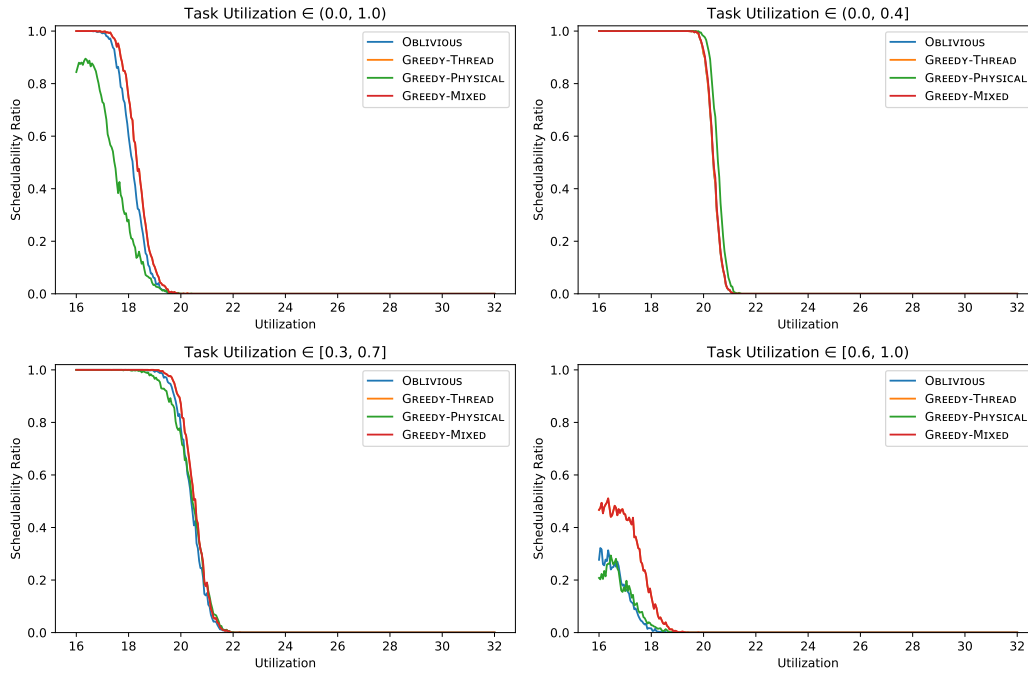 Task Utilization ∈ (0.0, 1.0)
Schedulability Ratio
1.0
0.8
0.6
0.4
0.2
0.0
16 18 20 22 24 26 28 30 32
Utilization
Oblivious
Greedy-Thread
Greedy-Physical
Greedy-Mixed
Task Utilization ∈ (0.0, 0.4]
Schedulability Ratio
1.0
0.8
0.6
0.4
0.2
0.0
16 18 20 22 24 26 28 30 32
Utilization
Oblivious
Greedy-Thread
Greedy-Physical
Greedy-Mixed
Task Utilization ∈ [0.3, 0.7]
Schedulability Ratio
1.0
0.8
0.6
0.4
0.2
0.0
16 18 20 22 24 26 28 30 32
Utilization
Oblivious
Greedy-Thread
Greedy-Physical
Greedy-Mixed
Task Utilization ∈ [0.6, 1.0)
Schedulability Ratio
1.0
0.8
0.6
0.4
0.2
0.0
16 18 20 22 24 26 28 30 32
Utilization
Oblivious
Greedy-Thread
Greedy-Physical
Greedy-Mixed